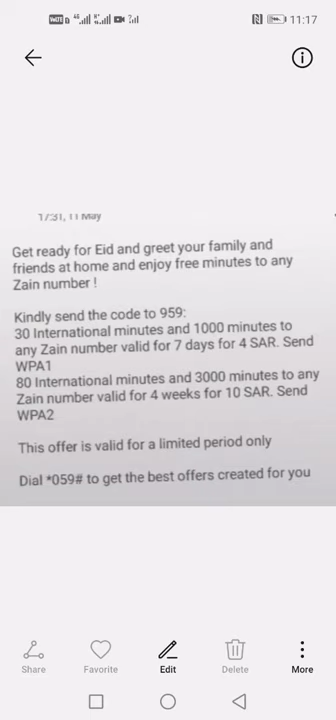 11:17
17:31, 11 May
Get ready for Eid and greet your family and
friends at home and enjoy free minutes to any
Zain number !
Kindly send the code to 959:
30 International minutes and 1000 minutes to
any Zain number valid for 7 days for 4 SAR. Send
WPA1
80 International minutes and 3000 minutes to any
Zain number valid for 4 weeks for 10 SAR. Send
WPA2
This offer is valid for a limited period only
Dial *059# to get the best offers created for you
Share
Favorite
Edit
Delete
More